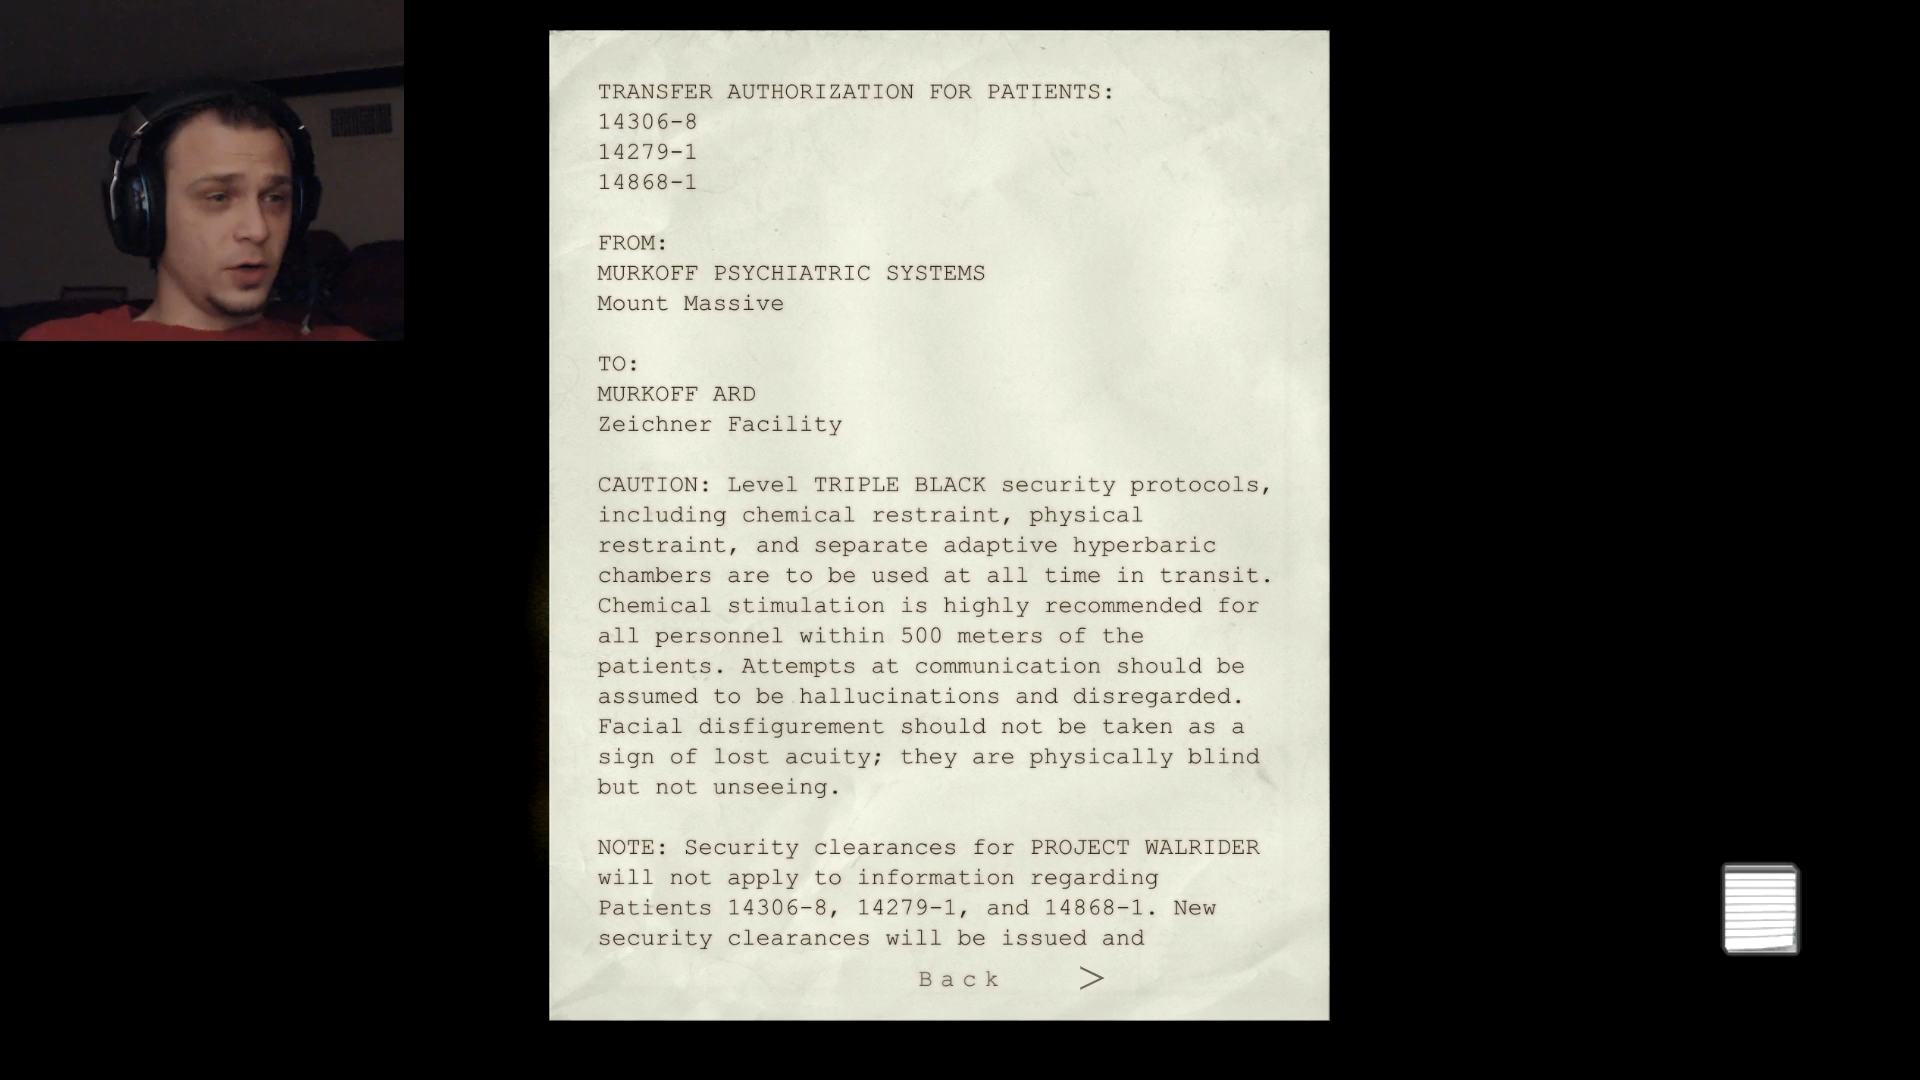 TRANSFER AUTHORIZATION FOR PATIENTS:
14306-8
14279-1
14868-1
FROM:
MURKOFF PSYCHIATRIC SYSTEMS
Mount Massive
TO:
MURKOFF ARD
Zeichner Facility
CAUTION: Level TRIPLE BLACK security protocols,
including chemical restraint, physical
restraint, and separate adaptive hyperbaric
chambers are to be used at all time in transit.
Chemical stimulation is highly recommended for
all personnel within 500 meters of the
patients. Attempts at communication should be
assumed to be hallucinations and disregarded.
Facial disfigurement should not be taken as a
sign of lost acuity; they are physically blind
but not unseeing.
NOTE: Security clearances for PROJECT WALRIDER
will not apply to information regarding
Patients 14306-8, 14279-1, and 14868-1. New
security clearances will be issued and
Back >